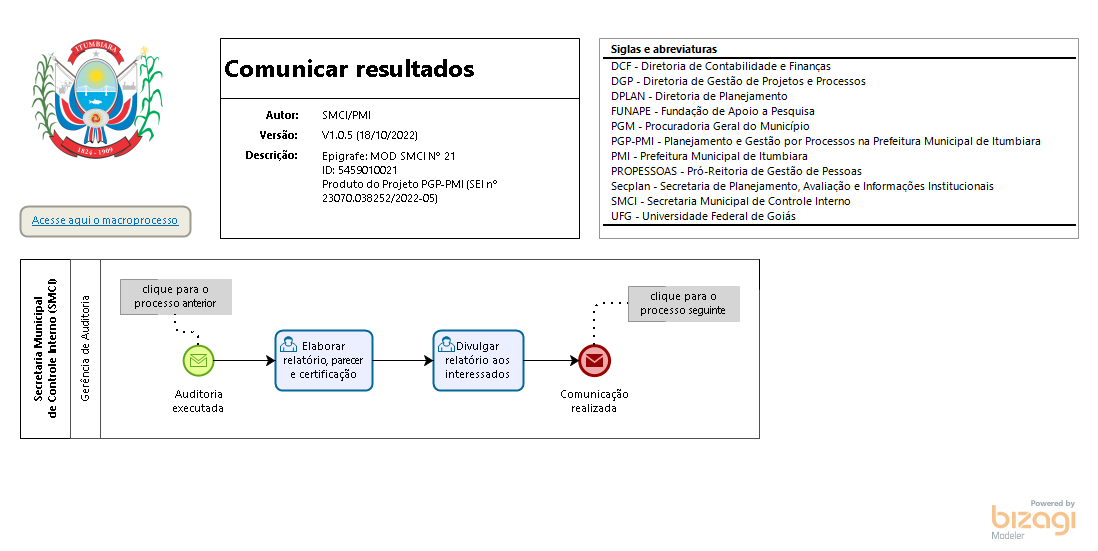 ITUMBIARA
1824 - 1909
Acesse aqui o macroprocesso
Comunicar resultados
Autor: SMCI/PMI
Versão: V1.0.5 (18/10/2022)
Descrição: Epigrafe: MOD SMCI Nº 21
ID: 5459010021
Produto do Projeto PGP-PMI (SEI nº
23070.038252/2022-05)
Siglas e abreviaturas
DCF - Diretoria de Contabilidade e Finanças
DGP - Diretoria de Gestão de Projetos e Processos
DPLAN - Diretoria de Planejamento
FUNAPE - Fundação de Apoio a Pesquisa
PGM - Procuradoria Geral do Município
PGP-PMI - Planejamento e Gestão por Processos na Prefeitura Municipal de Itumbiara
PMI - Prefeitura Municipal de Itumbiara
PROPESSOAS - Pró-Reitoria de Gestão de Pessoas
Secplan - Secretaria de Planejamento, Avaliação e Informações Institucionais
SMCI - Secretaria Municipal de Controle Interno
UFG - Universidade Federal de Goiás
Secretaria Municipal
de Controle Interno (SMCI)
Gerência de Auditoria
clique para o
processo anterior
Auditoria
executada
Elaborar
relatório, parecer
e certificação
Divulgar
relatório aos
interessados
clique para o
processo seguinte
Comunicação
realizada
Powered by
bizagi
Modeler